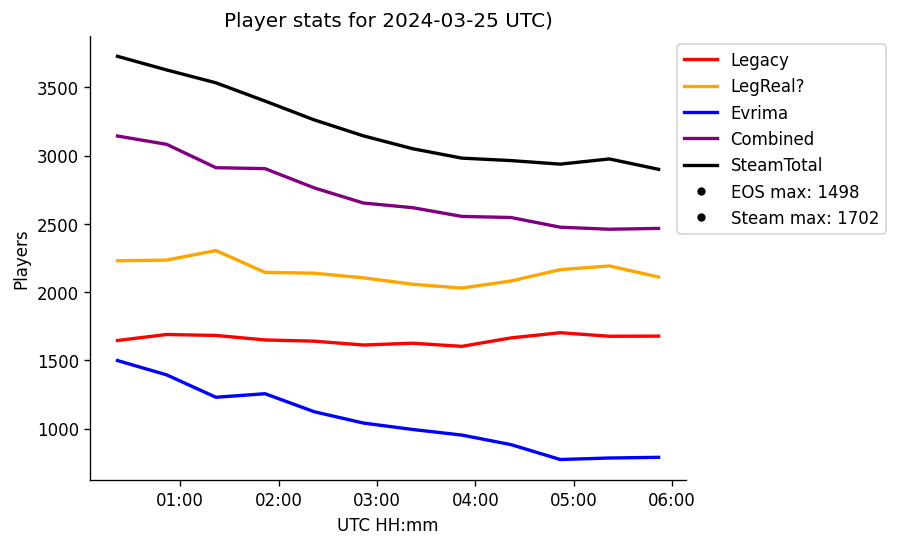 Player stats for 2024-03-25 UTC)
Legacy
LegReal?
Evrima
Combined
SteamTotal
EOS max: 1498
Steam max: 1702
Players
3500
3000
2500
2000
1500
1000
01:00 02:00 03:00 04:00 05:00 06:00
UTC HH:mm